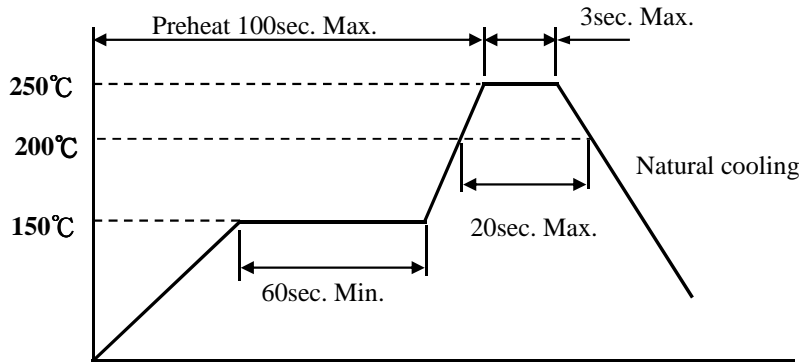 Preheat 100sec. Max.
3sec. Max.
250℃
200℃
Natural cooling
150℃
20sec. Max.
60sec. Min.